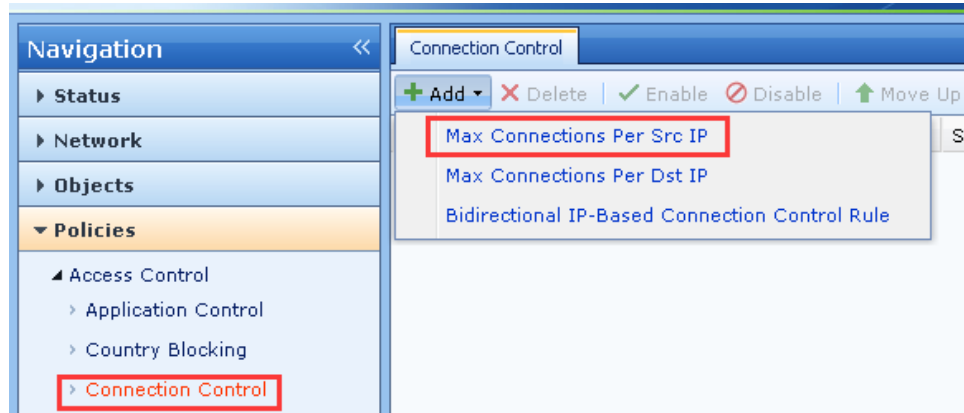 Navigation
Status
Network
Objects
Policies
Access Control
Application Control
Country Blocking
Connection Control
Connection Control
Add Delete Enable Disable Move Up
Max Connections Per Src IP
S
Max Connections Per Dst IP
Bidirectional IP-Based Connection Control Rule